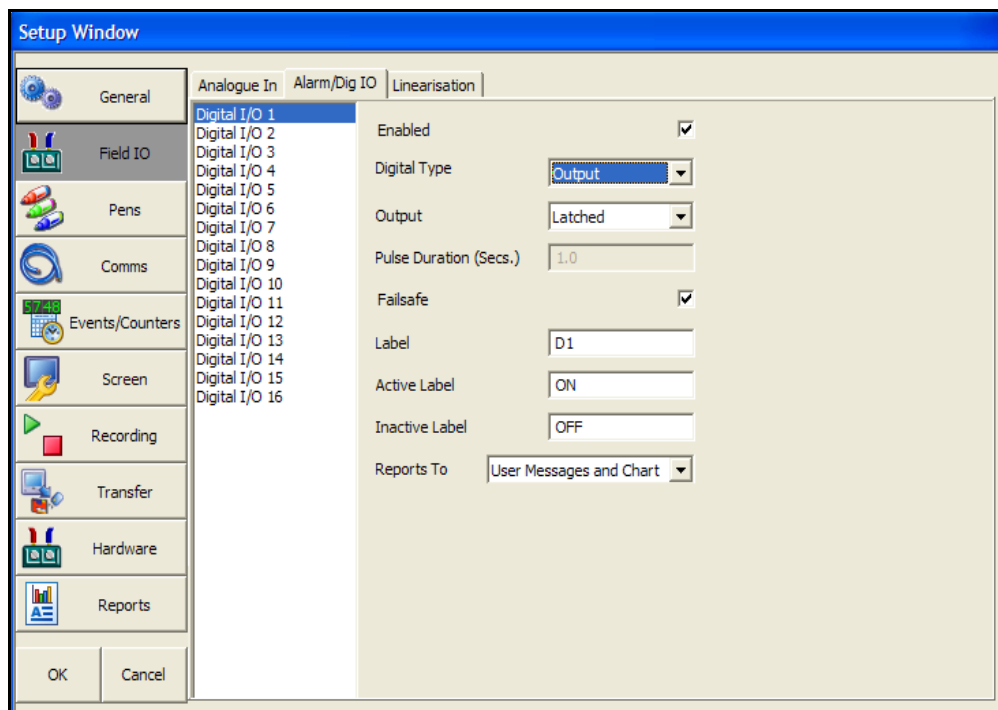 Setup Window
General
Field IO
Pens
Comms
57:48
Events/Counters
Screen
Recording
Transfer
Hardware
Reports
OK Cancel
Analogue In Alarm/Dig IO Linearisation
Digital I/O 1
Digital I/O 2
Digital I/O 3
Digital I/O 4
Digital I/O 5
Digital I/O 6
Digital I/O 7
Digital I/O 8
Digital I/O 9
Digital I/O 10
Digital I/O 11
Digital I/O 12
Digital I/O 13
Digital I/O 14
Digital I/O 15
Digital I/O 16
Enabled
Digital Type Output
Output Latched
Pulse Duration (Secs.) 1.0
Failsafe
Label D1
Active Label ON
Inactive Label OFF
Reports To User Messages and Chart